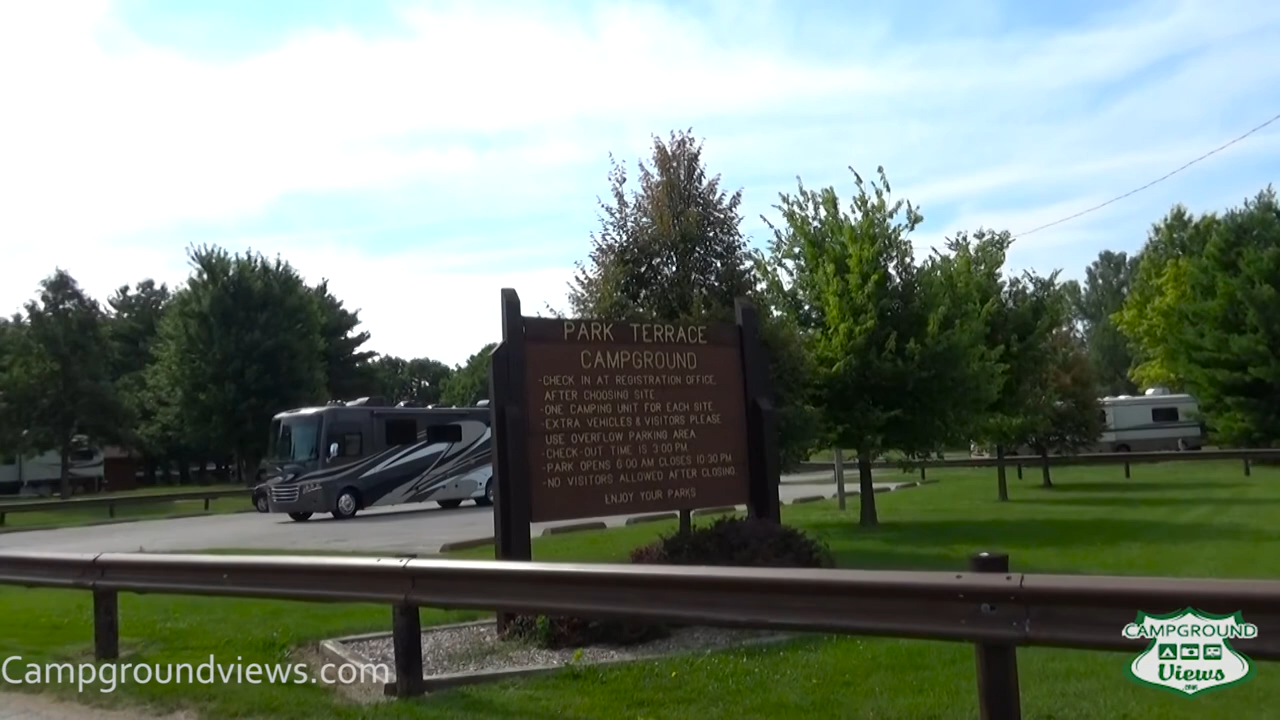 PARK TERRACE
CAMPGROUND
-CHECK IN AT REGISTRATION OFFICE
AFTER CHOOSING SITE
-ONE CAMPING UNIT FOR EACH SITE
-EXTRA VEHICLES & VISITORS PLEASE
USE OVERFLOW PARKING AREA
-CHECK-OUT TIME IS 3:00 PM
-PARK OPENS 6:00 AM CLOSES 10:30 PM
-NO VISITORS ALLOWED AFTER CLOSING
ENJOY YOUR PARKS
Campgroundviews.com
CAMPGROUND
Views
.com